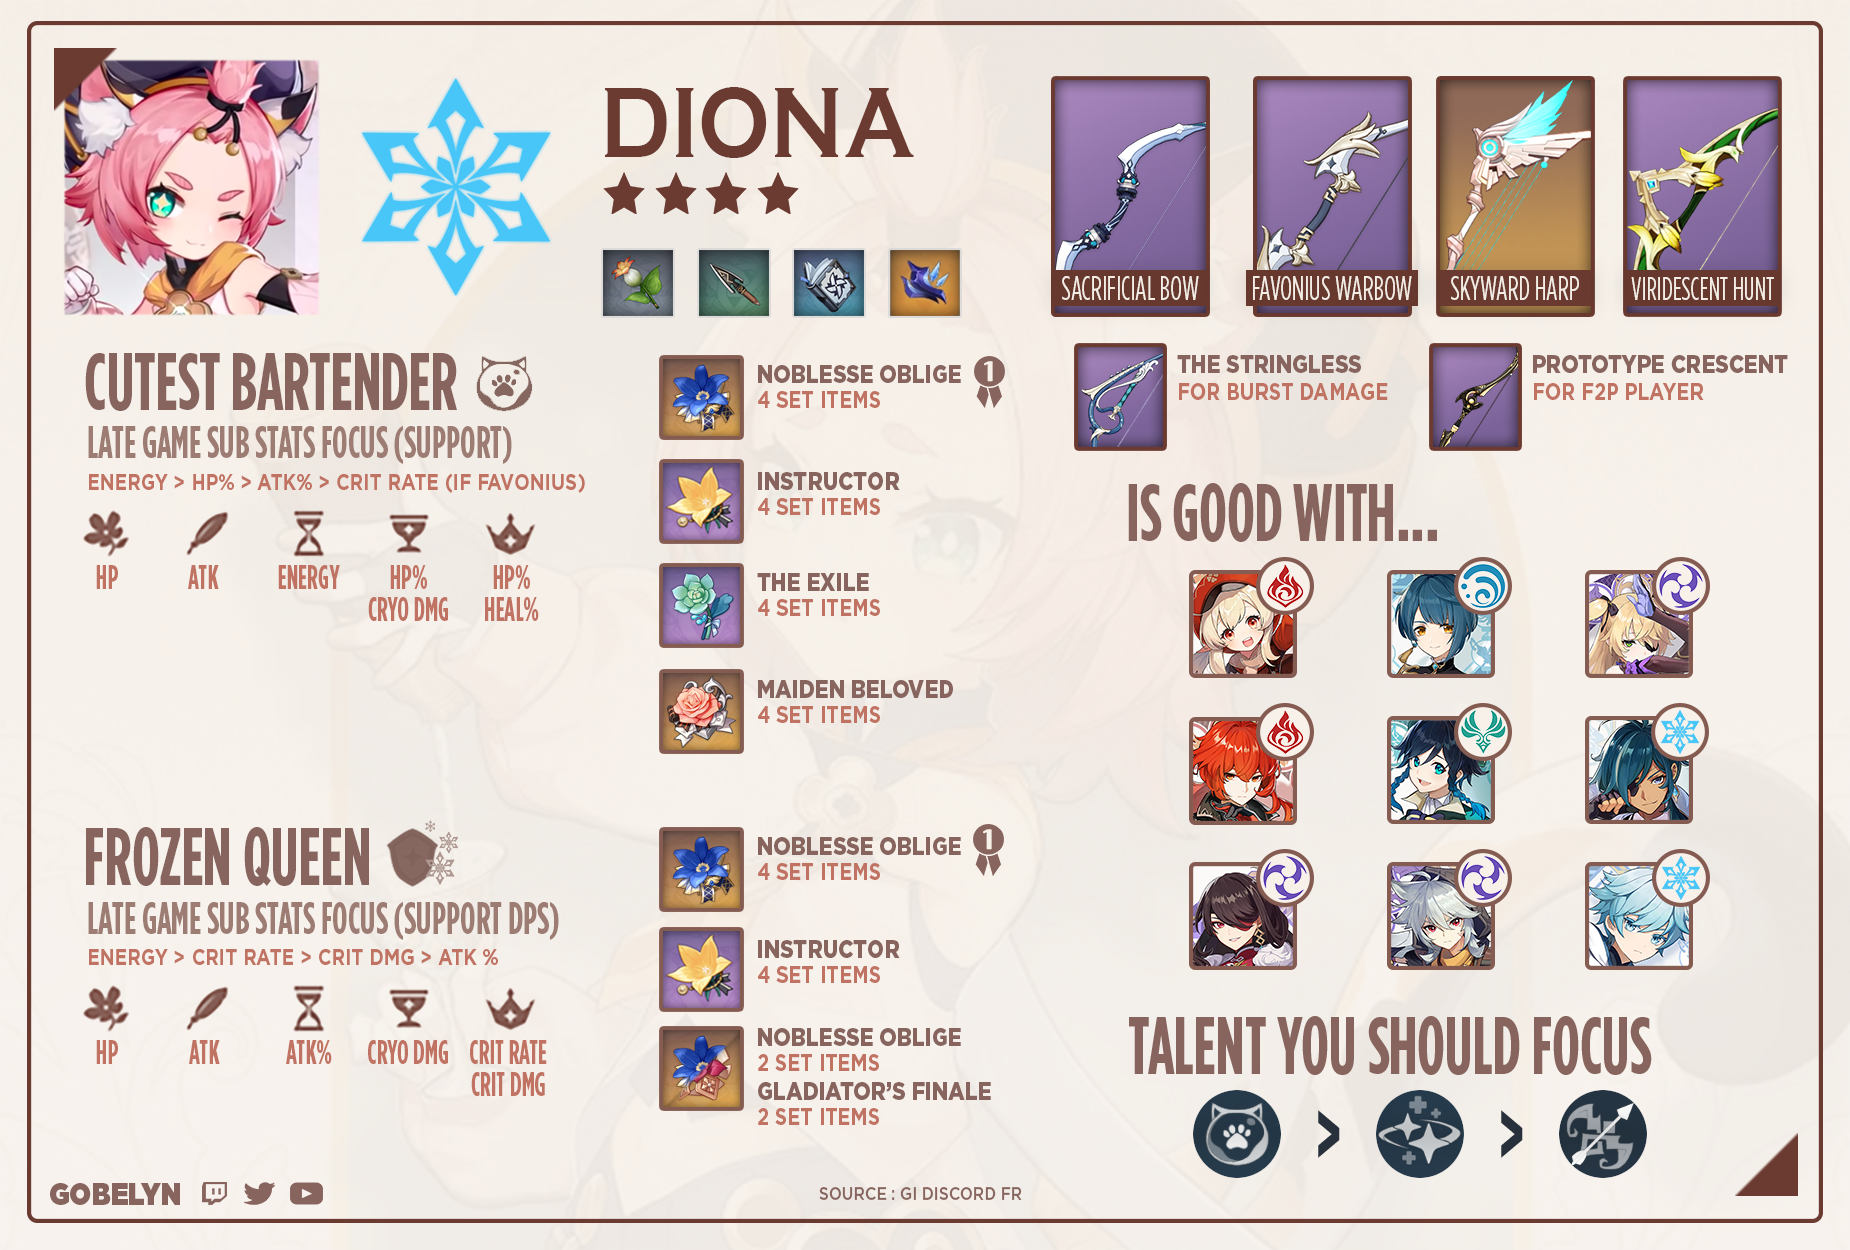 DIONA
SACRIFICIAL BOW
FAVONIUS WARBOW
SKYWARD HARP
VIRIDESCENT HUNT
THE STRINGLESS
FOR BURST DAMAGE
PROTOTYPE CRESCENT
FOR F2P PLAYER
CUTEST BARTENDER
LATE GAME SUB STATS FOCUS (SUPPORT)
ENERGY > HP% > ATK% > CRIT RATE (IF FAVONIUS)
HP
ATK
ENERGY
HP%
CRYO DMG
HP%
HEAL%
NOBLESSE OBLIGE
1
4 SET ITEMS
INSTRUCTOR
4 SET ITEMS
THE EXILE
4 SET ITEMS
MAIDEN BELOVED
4 SET ITEMS
IS GOOD WITH...
FROZEN QUEEN
LATE GAME SUB STATS FOCUS (SUPPORT DPS)
ENERGY > CRIT RATE > CRIT DMG > ATK %
HP
ATK
ATK%
CRYO DMG
CRIT RATE
CRIT DMG
NOBLESSE OBLIGE
1
4 SET ITEMS
INSTRUCTOR
4 SET ITEMS
NOBLESSE OBLIGE
2 SET ITEMS
GLADIATOR'S FINALE
2 SET ITEMS
TALENT YOU SHOULD FOCUS
> >
GOBELYN
SOURCE : GI DISCORD FR